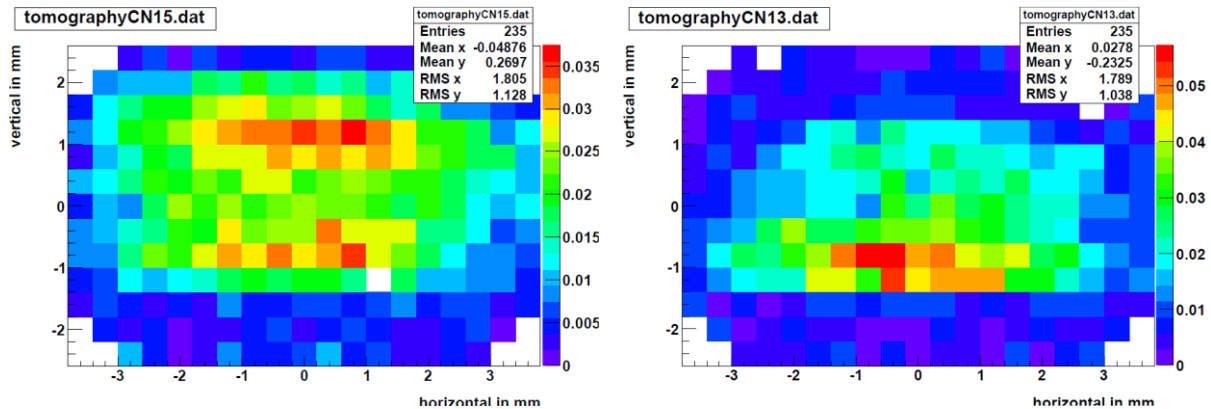 tomographyCN15.dat
tomographyCN15.dat
Entries 235
Mean x -0.04876
Mean y 0.2697
RMS x 1.805
RMS y 1.128
vertical in mm
2
1
0
-1
-2
-3 -2 -1 0 1 2 3
horizontal in mm
0.035
0.03
0.025
0.02
0.015
0.01
0.005
0
tomographyCN13.dat
tomographyCN13.dat
Entries 235
Mean x 0.0278
Mean y -0.2325
RMS x 1.789
RMS y 1.038
vertical in mm
2
1
0
-1
-2
-3 -2 -1 0 1 2 3
horizontal in mm
0.05
0.04
0.03
0.02
0.01
0